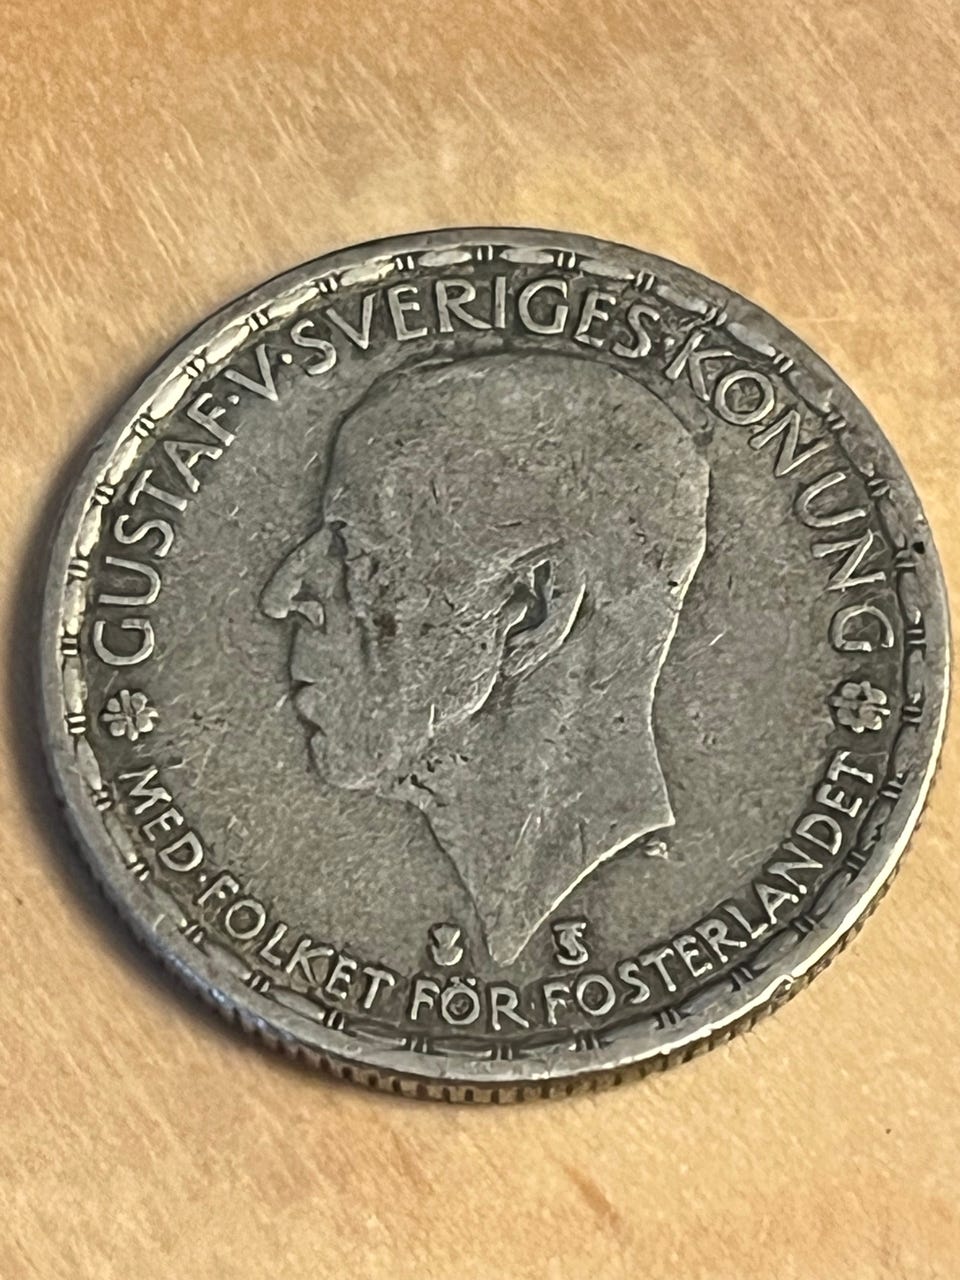 GUSTAF·V·SVERIGES·KONUNG
MED·FOLKET FÖR·FOSTERLANDET